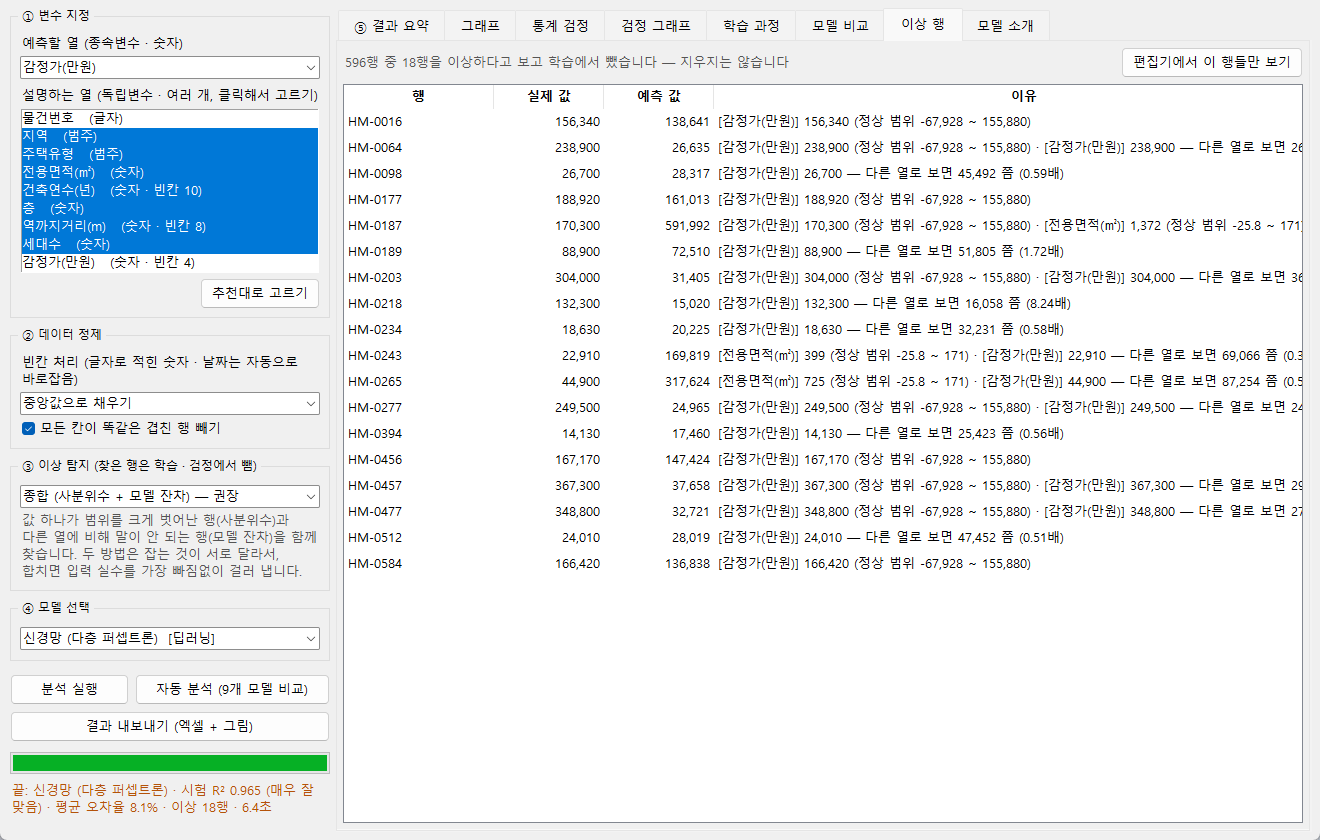 ① 변수 지정
예측할 열 (종속변수 · 숫자)
감정가(만원)
설명하는 열 (독립변수 · 여러 개, 클릭해서 고르기)
물건번호 (글자)
지역 (범주)
주택유형 (범주)
전용면적(㎡) (숫자)
건축연수(년) (숫자 · 빈칸 10)
층 (숫자)
역까지거리(m) (숫자 · 빈칸 8)
세대수 (숫자)
감정가(만원) (숫자 · 빈칸 4)
추천대로 고르기
② 데이터 정제
빈칸 처리 (글자로 적힌 숫자 · 날짜는 자동으로
바로잡음)
중앙값으로 채우기
모든 칸이 똑같은 겹친 행 빼기
③ 이상 탐지 (찾은 행은 학습 · 검정에서 뺌)
종합 (사분위수 + 모델 잔차) — 권장
값 하나가 범위를 크게 벗어난 행(사분위수)과
다른 열에 비해 말이 안 되는 행(모델 잔차)을 함께
찾습니다. 두 방법은 잡는 것이 서로 달라서,
합치면 입력 실수를 가장 빠짐없이 걸러 냅니다.
④ 모델 선택
신경망 (다층 퍼셉트론) [딥러닝]
분석 실행
자동 분석 (9개 모델 비교)
결과 내보내기 (엑셀 + 그림)
끝: 신경망 (다층 퍼셉트론) · 시험 R² 0.965 (매우 잘
맞음) · 평균 오차율 8.1% · 이상 18행 · 6.4초
⑤ 결과 요약 그래프 통계 검정 검정 그래프 학습 과정 모델 비교 이상 행 모델 소개
596행 중 18행을 이상하다고 보고 학습에서 뺐습니다 — 지우지는 않습니다
편집기에서 이 행들만 보기
행 실제 값 예측 값 이유
HM-0016 156,340 138,641 [감정가(만원)] 156,340 (정상 범위 -67,928 ~ 155,880)
HM-0064 238,900 26,635 [감정가(만원)] 238,900 (정상 범위 -67,928 ~ 155,880) · [감정가(만원)] 238,900 — 다른 열로 보면 26
HM-0098 26,700 28,317 [감정가(만원)] 26,700 — 다른 열로 보면 45,492 쯤 (0.59배)
HM-0177 188,920 161,013 [감정가(만원)] 188,920 (정상 범위 -67,928 ~ 155,880)
HM-0187 170,300 591,992 [감정가(만원)] 170,300 (정상 범위 -67,928 ~ 155,880) · [전용면적(㎡)] 1,372 (정상 범위 -25.8 ~ 171)
HM-0189 88,900 72,510 [감정가(만원)] 88,900 — 다른 열로 보면 51,805 쯤 (1.72배)
HM-0203 304,000 31,405 [감정가(만원)] 304,000 (정상 범위 -67,928 ~ 155,880) · [감정가(만원)] 304,000 — 다른 열로 보면 36
HM-0218 132,300 15,020 [감정가(만원)] 132,300 — 다른 열로 보면 16,058 쯤 (8.24배)
HM-0234 18,630 20,225 [감정가(만원)] 18,630 — 다른 열로 보면 32,231 쯤 (0.58배)
HM-0243 22,910 169,819 [전용면적(㎡)] 399 (정상 범위 -25.8 ~ 171) · [감정가(만원)] 22,910 — 다른 열로 보면 69,066 쯤 (0.3
HM-0265 44,900 317,624 [전용면적(㎡)] 725 (정상 범위 -25.8 ~ 171) · [감정가(만원)] 44,900 — 다른 열로 보면 87,254 쯤 (0.5
HM-0277 249,500 24,965 [감정가(만원)] 249,500 (정상 범위 -67,928 ~ 155,880) · [감정가(만원)] 249,500 — 다른 열로 보면 24
HM-0394 14,130 17,460 [감정가(만원)] 14,130 — 다른 열로 보면 25,423 쯤 (0.56배)
HM-0456 167,170 147,424 [감정가(만원)] 167,170 (정상 범위 -67,928 ~ 155,880)
HM-0457 367,300 37,658 [감정가(만원)] 367,300 (정상 범위 -67,928 ~ 155,880) · [감정가(만원)] 367,300 — 다른 열로 보면 29
HM-0477 348,800 32,721 [감정가(만원)] 348,800 (정상 범위 -67,928 ~ 155,880) · [감정가(만원)] 348,800 — 다른 열로 보면 27
HM-0512 24,010 28,019 [감정가(만원)] 24,010 — 다른 열로 보면 47,452 쯤 (0.51배)
HM-0584 166,420 136,838 [감정가(만원)] 166,420 (정상 범위 -67,928 ~ 155,880)